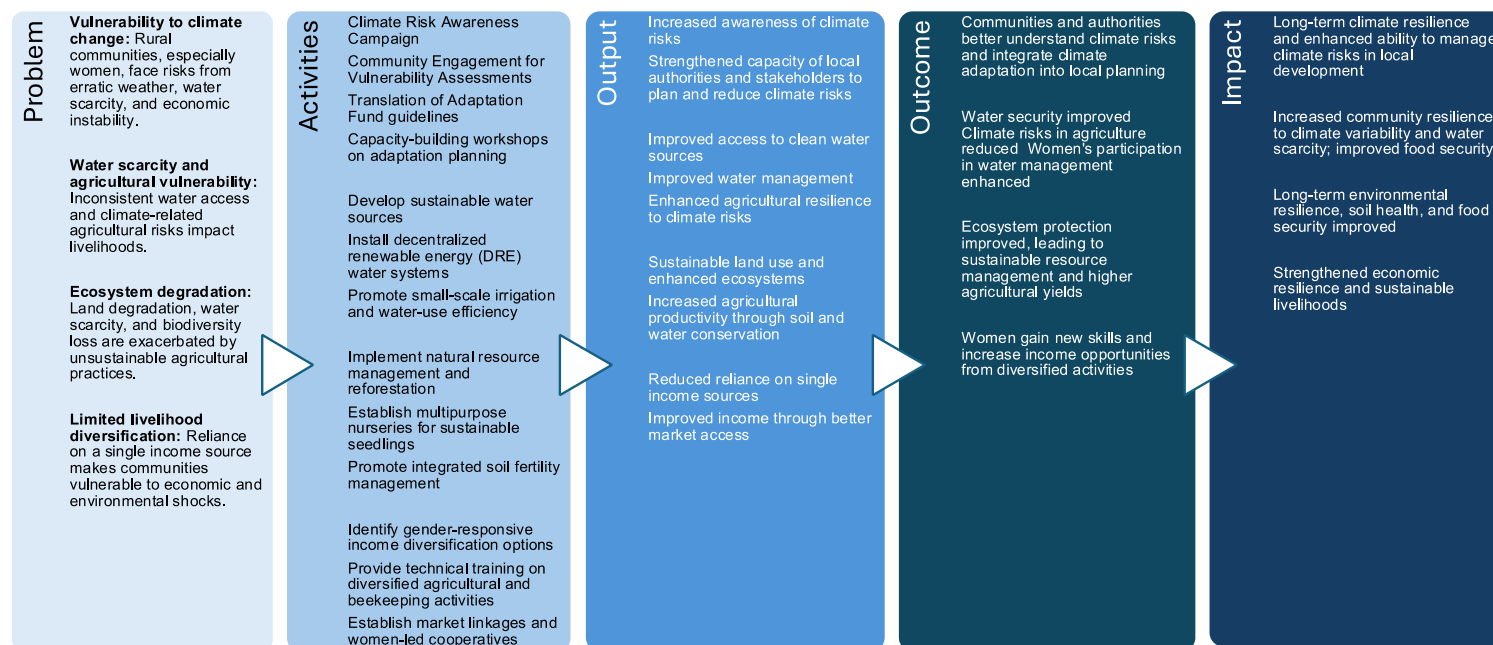 Problem
Vulnerability to climate
change: Rural
communities, especially
women, face risks from
erratic weather, water
scarcity, and economic
instability.
Water scarcity and
agricultural vulnerability:
Inconsistent water access
and climate-related
agricultural risks impact
livelihoods.
Ecosystem degradation:
Land degradation, water
scarcity, and biodiversity
loss are exacerbated by
unsustainable agricultural
practices.
Limited livelihood
diversification: Reliance
on a single income source
makes communities
vulnerable to economic and
environmental shocks.
Activities
Climate Risk Awareness
Campaign
Community Engagement for
Vulnerability Assessments
Translation of Adaptation
Fund guidelines
Capacity-building workshops
on adaptation planning
Develop sustainable water
sources
Install decentralized
renewable energy (DRE)
water systems
Promote small-scale irrigation
and water-use efficiency
Implement natural resource
management and
reforestation
Establish multipurpose
nurseries for sustainable
seedlings
Promote integrated soil fertility
management
Identify gender-responsive
income diversification options
Provide technical training on
diversified agricultural and
beekeeping activities
Establish market linkages and
women-led cooperatives
Output
Increased awareness of climate
risks
Strengthened capacity of local
authorities and stakeholders to
plan and reduce climate risks
Improved access to clean water
sources
Improved water management
Enhanced agricultural resilience
to climate risks
Sustainable land use and
enhanced ecosystems
Increased agricultural
productivity through soil and
water conservation
Reduced reliance on single
income sources
Improved income through better
market access
Outcome
Communities and authorities
better understand climate risks
and integrate climate
adaptation into local planning
Water security improved
Climate risks in agriculture
reduced  Women's participation
in water management
enhanced
Ecosystem protection
improved, leading to
sustainable resource
management and higher
agricultural yields
Women gain new skills and
increase income opportunities
from diversified activities
Impact
Long-term climate resilience
and enhanced ability to manage
climate risks in local
development
Increased community resilience
to climate variability and water
scarcity; improved food security
Long-term environmental
resilience, soil health, and food
security improved
Strengthened economic
resilience and sustainable
livelihoods